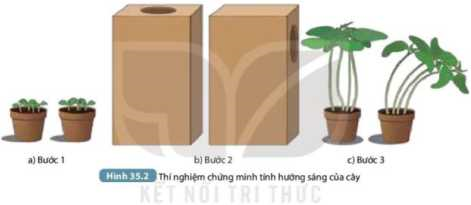 a) Bước 1 b) Bước 2 c) Bước 3
Hình 35.2 Thí nghiệm chứng minh tính hướng sáng của cây
KẾT NỐI TRI THỨC